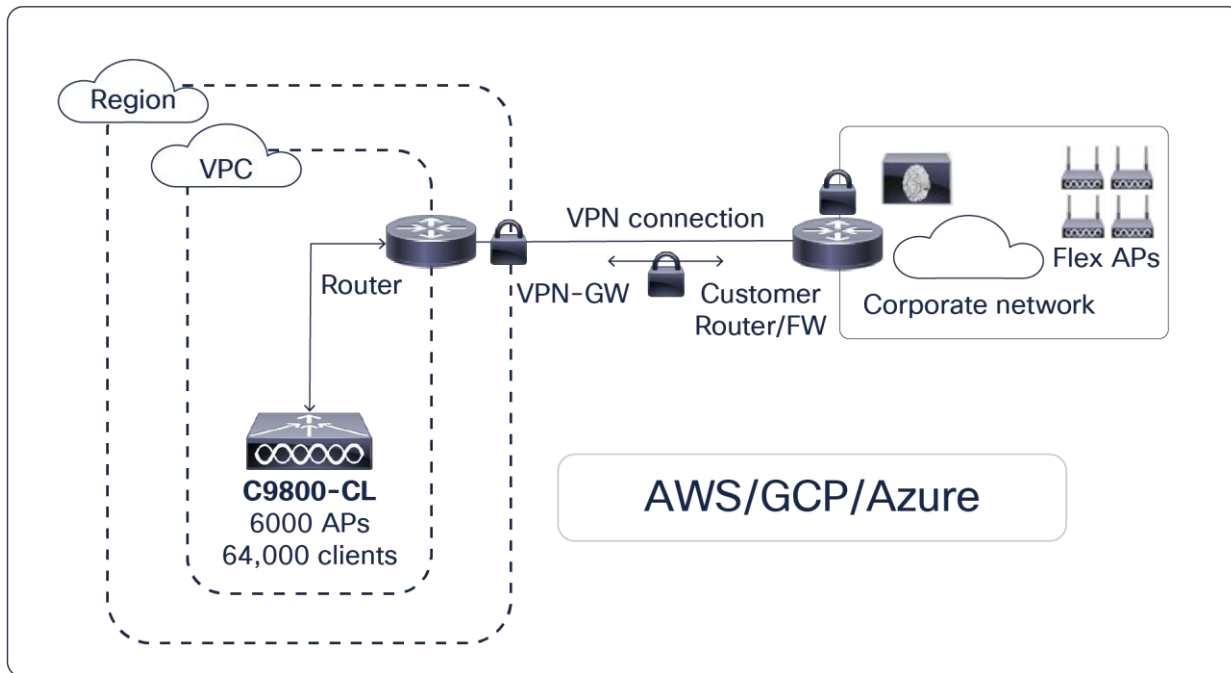 Region
VPC
Router
VPN connection
VPN-GW
Customer
Router/FW
Flex APs
Corporate network
C9800-CL
6000 APs
64,000 clients
AWS/GCP/Azure